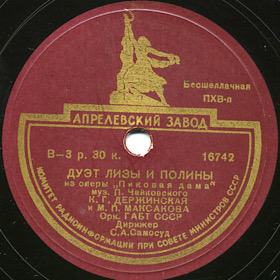 АПРЕЛЕВСКИЙ ЗАВОД
Бесшеллачная
ПХВ-п
В-3 р. 30 к.
16742
ДУЭТ ЛИЗЫ И ПОЛИНЫ
из оперы „Пиковая дама“
муз. П. Чайковского
К. Г. ДЕРЖИНСКАЯ
и М. П. МАКСАКОВА
Орк. ГАБТ СССР
Дирижер
С. А. Самосуд
КОМИТЕТ РАДИОИНФОРМАЦИИ ПРИ СОВЕТЕ МИНИСТРОВ СССР